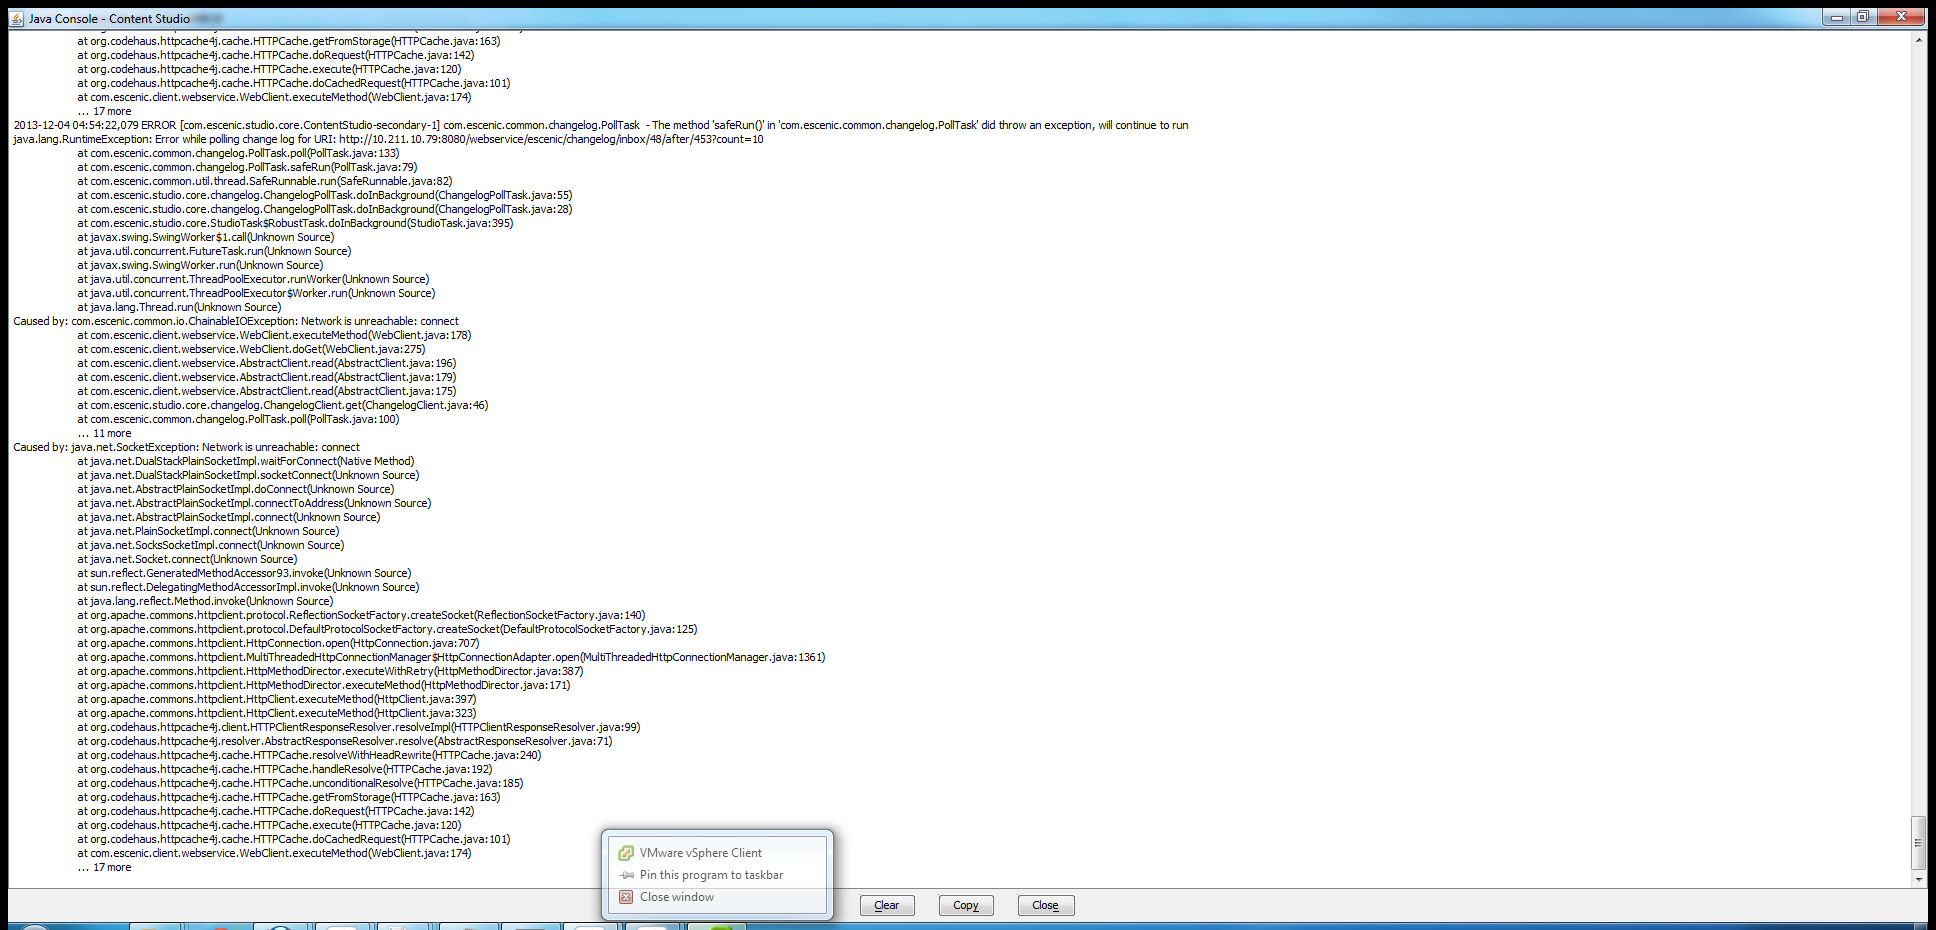 Java Console - Content Studio
at org.codehaus.httpcache4j.cache.HTTPCache.getFromStorage(HTTPCache.java:163)
at org.codehaus.httpcache4j.cache.HTTPCache.doRequest(HTTPCache.java:142)
at org.codehaus.httpcache4j.cache.HTTPCache.execute(HTTPCache.java:120)
at org.codehaus.httpcache4j.cache.HTTPCache.doCachedRequest(HTTPCache.java:101)
at com.escenic.client.webservice.WebClient.executeMethod(WebClient.java:174)
... 17 more
2013-12-04 04:54:22,079 ERROR [com.escenic.studio.core.ContentStudio-secondary-1] com.escenic.common.changelog.PollTask - The method 'safeRun()' in 'com.escenic.common.changelog.PollTask' did throw an exception, will continue to run
java.lang.RuntimeException: Error while polling change log for URI: http://10.211.10.79:8080/webservice/escenic/changelog/inbox/48/after/453?count=10
at com.escenic.common.changelog.PollTask.poll(PollTask.java:133)
at com.escenic.common.changelog.PollTask.safeRun(PollTask.java:79)
at com.escenic.common.util.thread.SafeRunnable.run(SafeRunnable.java:82)
at com.escenic.studio.core.changelog.ChangelogPollTask.doInBackground(ChangelogPollTask.java:55)
at com.escenic.studio.core.changelog.ChangelogPollTask.doInBackground(ChangelogPollTask.java:28)
at com.escenic.studio.core.StudioTask$RobustTask.doInBackground(StudioTask.java:395)
at javax.swing.SwingWorker$1.call(Unknown Source)
at java.util.concurrent.FutureTask.run(Unknown Source)
at javax.swing.SwingWorker.run(Unknown Source)
at java.util.concurrent.ThreadPoolExecutor.runWorker(Unknown Source)
at java.util.concurrent.ThreadPoolExecutor$Worker.run(Unknown Source)
at java.lang.Thread.run(Unknown Source)
Caused by: com.escenic.common.io.ChainableIOException: Network is unreachable: connect
at com.escenic.client.webservice.WebClient.executeMethod(WebClient.java:178)
at com.escenic.client.webservice.WebClient.doGet(WebClient.java:275)
at com.escenic.client.webservice.AbstractClient.read(AbstractClient.java:196)
at com.escenic.client.webservice.AbstractClient.read(AbstractClient.java:179)
at com.escenic.client.webservice.AbstractClient.read(AbstractClient.java:175)
at com.escenic.studio.core.changelog.ChangelogClient.get(ChangelogClient.java:46)
at com.escenic.common.changelog.PollTask.poll(PollTask.java:100)
... 11 more
Caused by: java.net.SocketException: Network is unreachable: connect
at java.net.DualStackPlainSocketImpl.waitForConnect(Native Method)
at java.net.DualStackPlainSocketImpl.socketConnect(Unknown Source)
at java.net.AbstractPlainSocketImpl.doConnect(Unknown Source)
at java.net.AbstractPlainSocketImpl.connectToAddress(Unknown Source)
at java.net.AbstractPlainSocketImpl.connect(Unknown Source)
at java.net.PlainSocketImpl.connect(Unknown Source)
at java.net.SocksSocketImpl.connect(Unknown Source)
at java.net.Socket.connect(Unknown Source)
at sun.reflect.GeneratedMethodAccessor93.invoke(Unknown Source)
at sun.reflect.DelegatingMethodAccessorImpl.invoke(Unknown Source)
at java.lang.reflect.Method.invoke(Unknown Source)
at org.apache.commons.httpclient.protocol.ReflectionSocketFactory.createSocket(ReflectionSocketFactory.java:140)
at org.apache.commons.httpclient.protocol.DefaultProtocolSocketFactory.createSocket(DefaultProtocolSocketFactory.java:125)
at org.apache.commons.httpclient.HttpConnection.open(HttpConnection.java:707)
at org.apache.commons.httpclient.MultiThreadedHttpConnectionManager$HttpConnectionAdapter.open(MultiThreadedHttpConnectionManager.java:1361)
at org.apache.commons.httpclient.HttpMethodDirector.executeWithRetry(HttpMethodDirector.java:387)
at org.apache.commons.httpclient.HttpMethodDirector.executeMethod(HttpMethodDirector.java:171)
at org.apache.commons.httpclient.HttpClient.executeMethod(HttpClient.java:397)
at org.apache.commons.httpclient.HttpClient.executeMethod(HttpClient.java:323)
at org.codehaus.httpcache4j.client.HTTPClientResponseResolver.resolveImpl(HTTPClientResponseResolver.java:99)
at org.codehaus.httpcache4j.resolver.AbstractResponseResolver.resolve(AbstractResponseResolver.java:71)
at org.codehaus.httpcache4j.cache.HTTPCache.resolveWithHeadRewrite(HTTPCache.java:240)
at org.codehaus.httpcache4j.cache.HTTPCache.handleResolve(HTTPCache.java:192)
at org.codehaus.httpcache4j.cache.HTTPCache.unconditionalResolve(HTTPCache.java:185)
at org.codehaus.httpcache4j.cache.HTTPCache.getFromStorage(HTTPCache.java:163)
at org.codehaus.httpcache4j.cache.HTTPCache.doRequest(HTTPCache.java:142)
at org.codehaus.httpcache4j.cache.HTTPCache.execute(HTTPCache.java:120)
at org.codehaus.httpcache4j.cache.HTTPCache.doCachedRequest(HTTPCache.java:101)
at com.escenic.client.webservice.WebClient.executeMethod(WebClient.java:174)
... 17 more
VMware vSphere Client
Pin this program to taskbar
Close window
Clear Copy Close